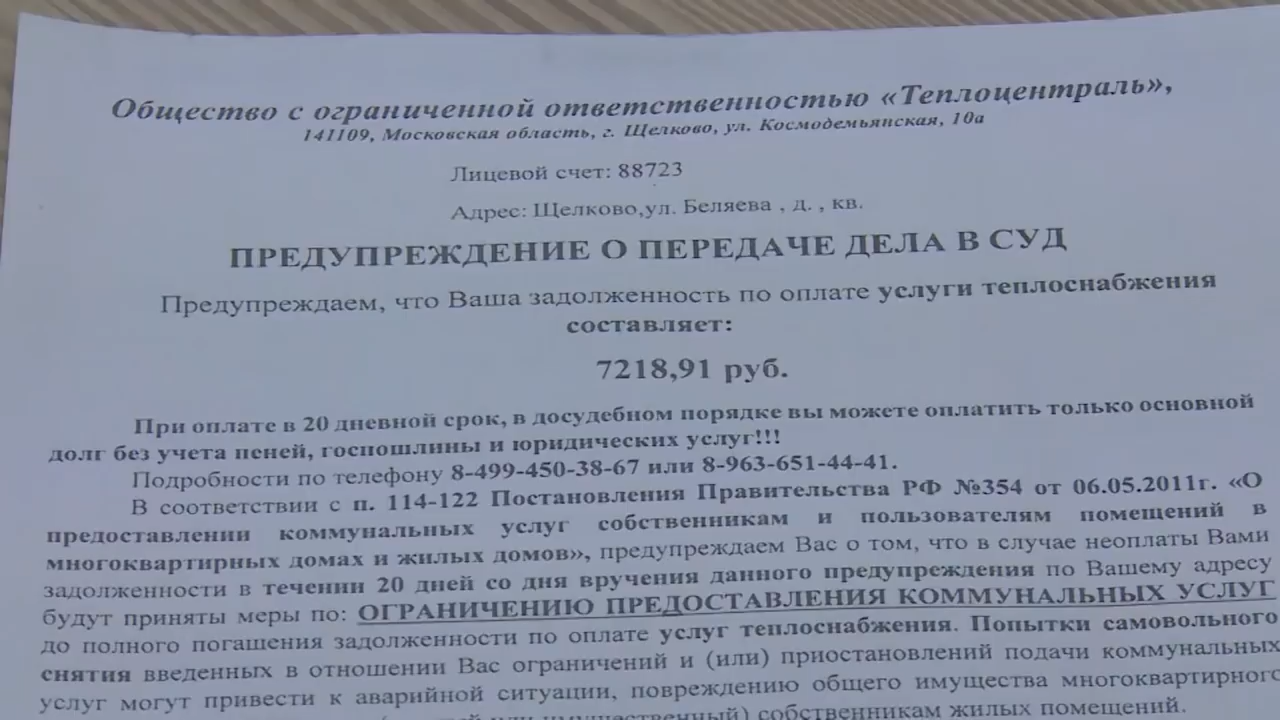 Общество с ограниченной ответственностью «Теплоцентраль»,
141109, Московская область, г. Щелково, ул. Космодемьянская, 10а
Лицевой счет: 88723
Адрес: Щелково,ул. Беляева , д. , кв.
ПРЕДУПРЕЖДЕНИЕ О ПЕРЕДАЧЕ ДЕЛА В СУД
Предупреждаем, что Ваша задолженность по оплате услуги теплоснабжения
составляет:
7218,91 руб.
При оплате в 20 дневной срок, в досудебном порядке вы можете оплатить только основной
долг без учета пеней, госпошлины и юридических услуг!!!
Подробности по телефону 8-499-450-38-67 или 8-963-651-44-41.
В соответствии с п. 114-122 Постановления Правительства РФ №354 от 06.05.2011г. «О
предоставлении коммунальных услуг собственникам и пользователям помещений в
многоквартирных домах и жилых домов», предупреждаем Вас о том, что в случае неоплаты Вами
задолженности в течении 20 дней со дня вручения данного предупреждения по Вашему адресу
будут приняты меры по: ОГРАНИЧЕНИЮ ПРЕДОСТАВЛЕНИЯ КОММУНАЛЬНЫХ УСЛУГ
до полного погашения задолженности по оплате услуг теплоснабжения. Попытки самовольного
снятия введенных в отношении Вас ограничений и (или) приостановлений подачи коммунальных
услуг могут привести к аварийной ситуации, повреждению общего имущества многоквартирного
собственникам жилых помещений.